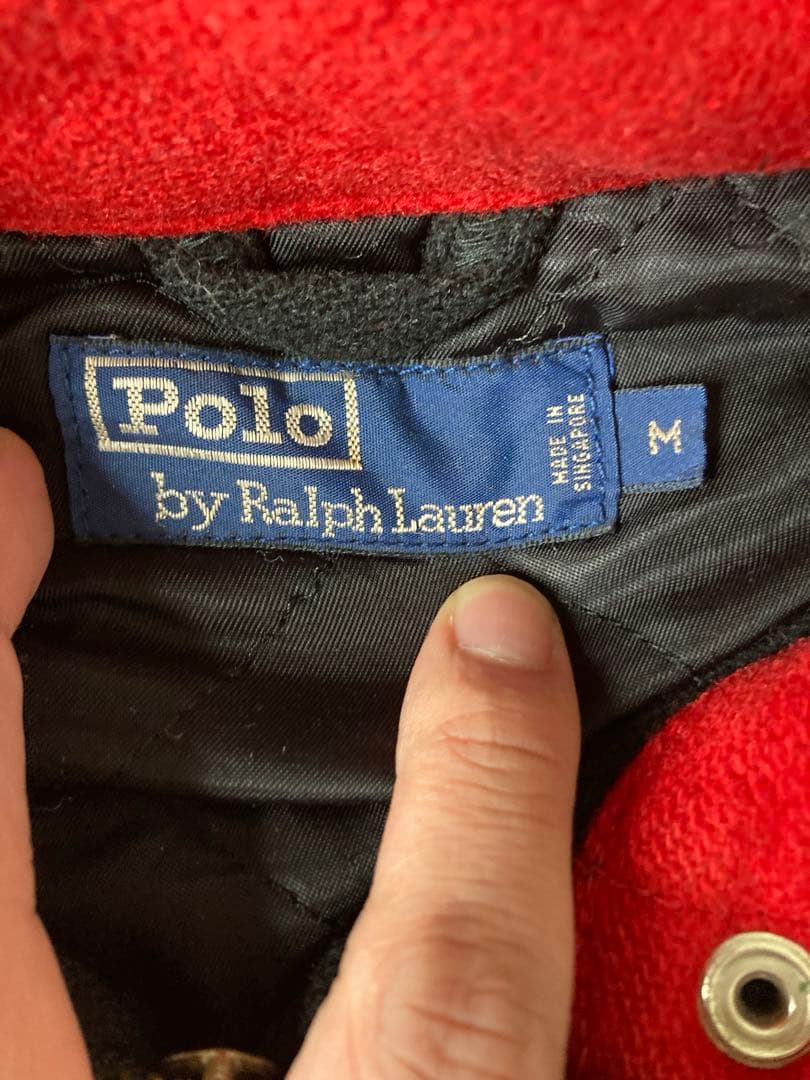 Polo
by Ralph Lauren
MADE IN
SINGAPORE
M